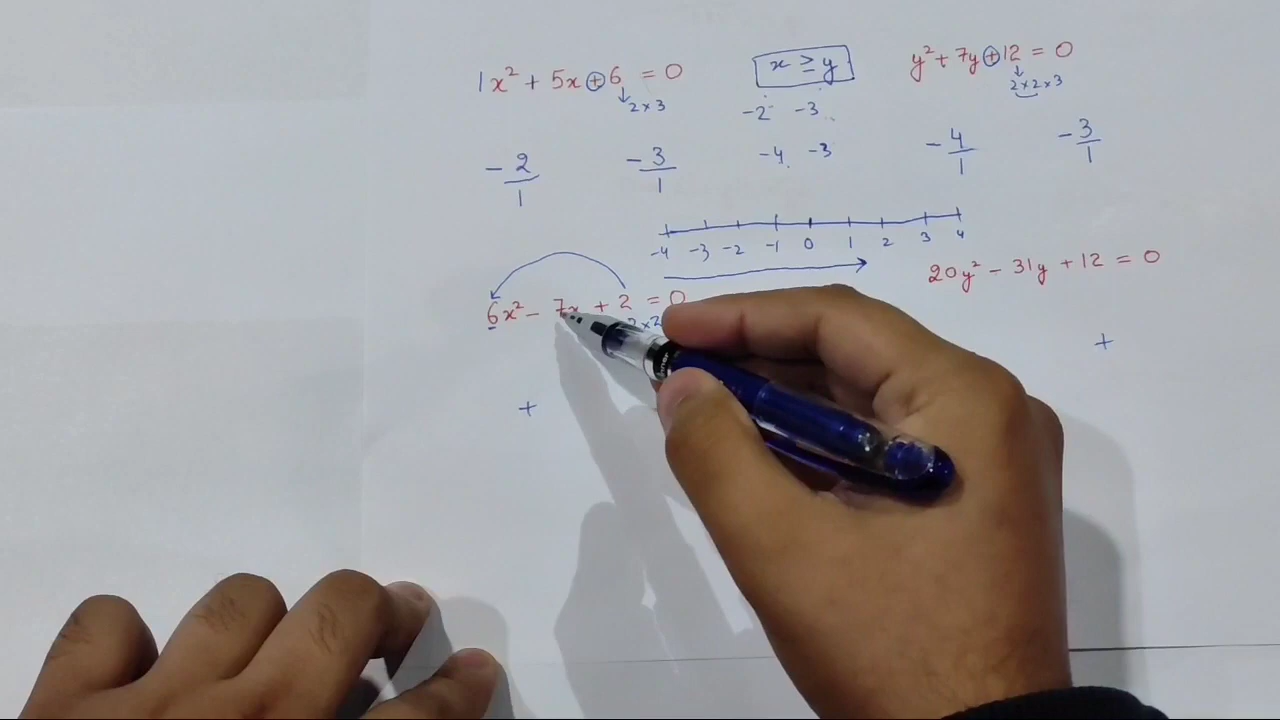 1x² + 5x + 6 = 0
2 × 3
x ≥ y
y² + 7y + 12 = 0
2 × 2 × 3
-2 -3
-4 -3
- 2/1
- 3/1
- 4/1
- 3/1
-4 -3 -2 -1 0 1 2 3 4
6x² - 7x + 2 = 0
20y² - 31y + 12 = 0
+
+